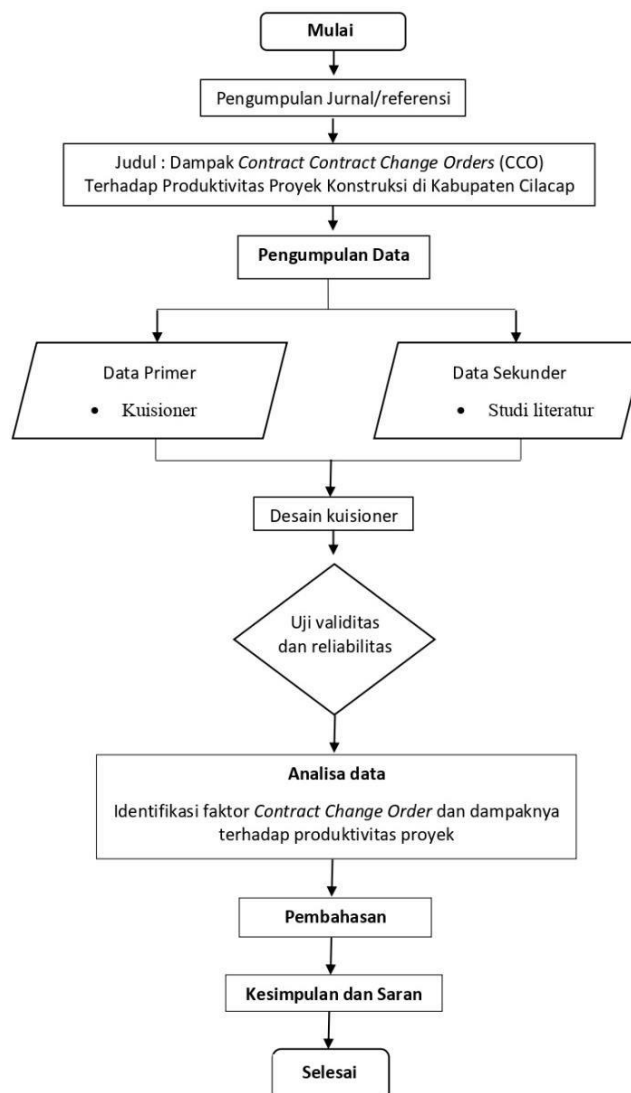 Mulai
Pengumpulan Jurnal/referensi
Judul : Dampak Contract Contract Change Orders (CCO)
Terhadap Produktivitas Proyek Konstruksi di Kabupaten Cilacap
Pengumpulan Data
Data Primer
• Kuisioner
Data Sekunder
• Studi literatur
Desain kuisioner
Uji validitas
dan reliabilitas
Analisa data
Identifikasi faktor Contract Change Order dan dampaknya
terhadap produktivitas proyek
Pembahasan
Kesimpulan dan Saran
Selesai